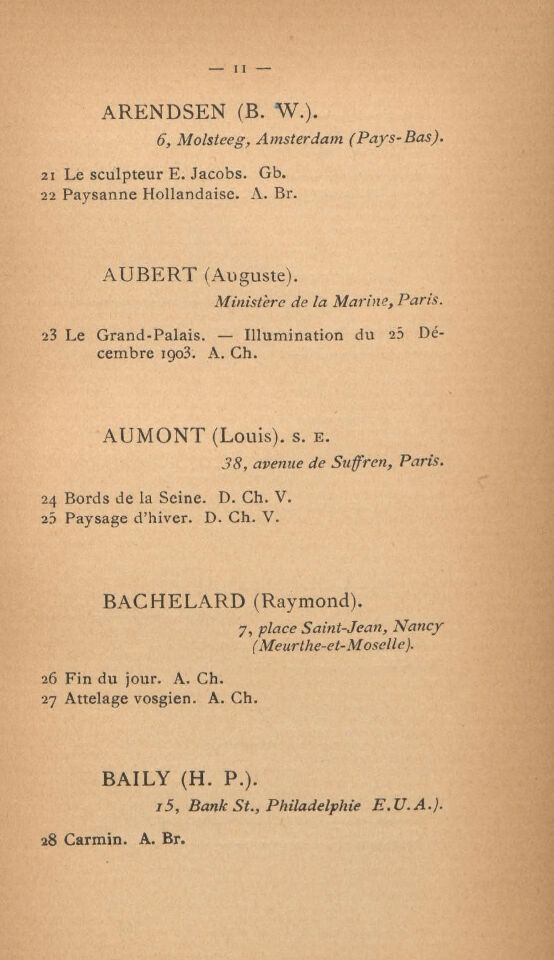 — 11 —
ARENDSEN (B. W.).
6, Molsteeg, Amsterdam (Pays-Bas).
21 Le sculpteur E. Jacobs. Gb.
22 Paysanne Hollandaise. A. Br.
AUBERT (Auguste).
Ministère de la Marine, Paris.
23 Le Grand-Palais. — Illumination du 25 Dé-
cembre 1903. A. Ch.
AUMONT (Louis). S. E.
38, avenue de Suffren, Paris.
24 Bords de la Seine. D. Ch. V.
25 Paysage d'hiver. D. Ch. V.
BACHELARD (Raymond).
7, place Saint-Jean, Nancy
(Meurthe-et-Moselle).
26 Fin du jour. A. Ch.
27 Attelage vosgien. A. Ch.
BAILY (H. P.).
15, Bank St., Philadelphie E.U.A.).
28 Carmin. A. Br.